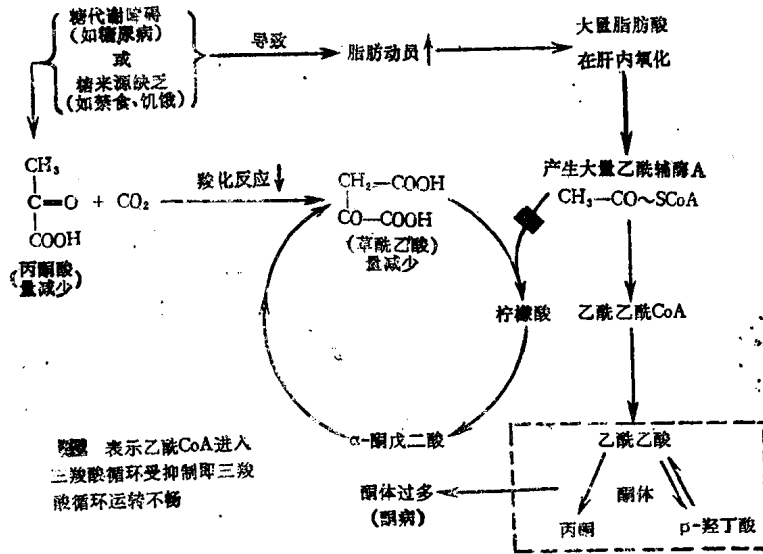 糖代谢障碍
(如糖尿病)
或
糖来源缺乏
(如禁食、饥饿)
导致
脂肪动员
大量脂肪酸
在肝内氧化
CH₃
C=O + CO₂
COOH
(丙酮酸
量减少)
羧化反应
CH₂—COOH
CO—COOH
(草酰乙酸)
量减少
产生大量乙酰辅酶A
CH₃—CO~SCoA
柠檬酸
乙酰乙酰CoA
α-酮戊二酸
表示乙酰CoA进入
三羧酸循环受抑制即三羧
酸循环运转不畅
酮体过多
(酮病)
乙酰乙酸
酮体
丙酮
β-羟丁酸